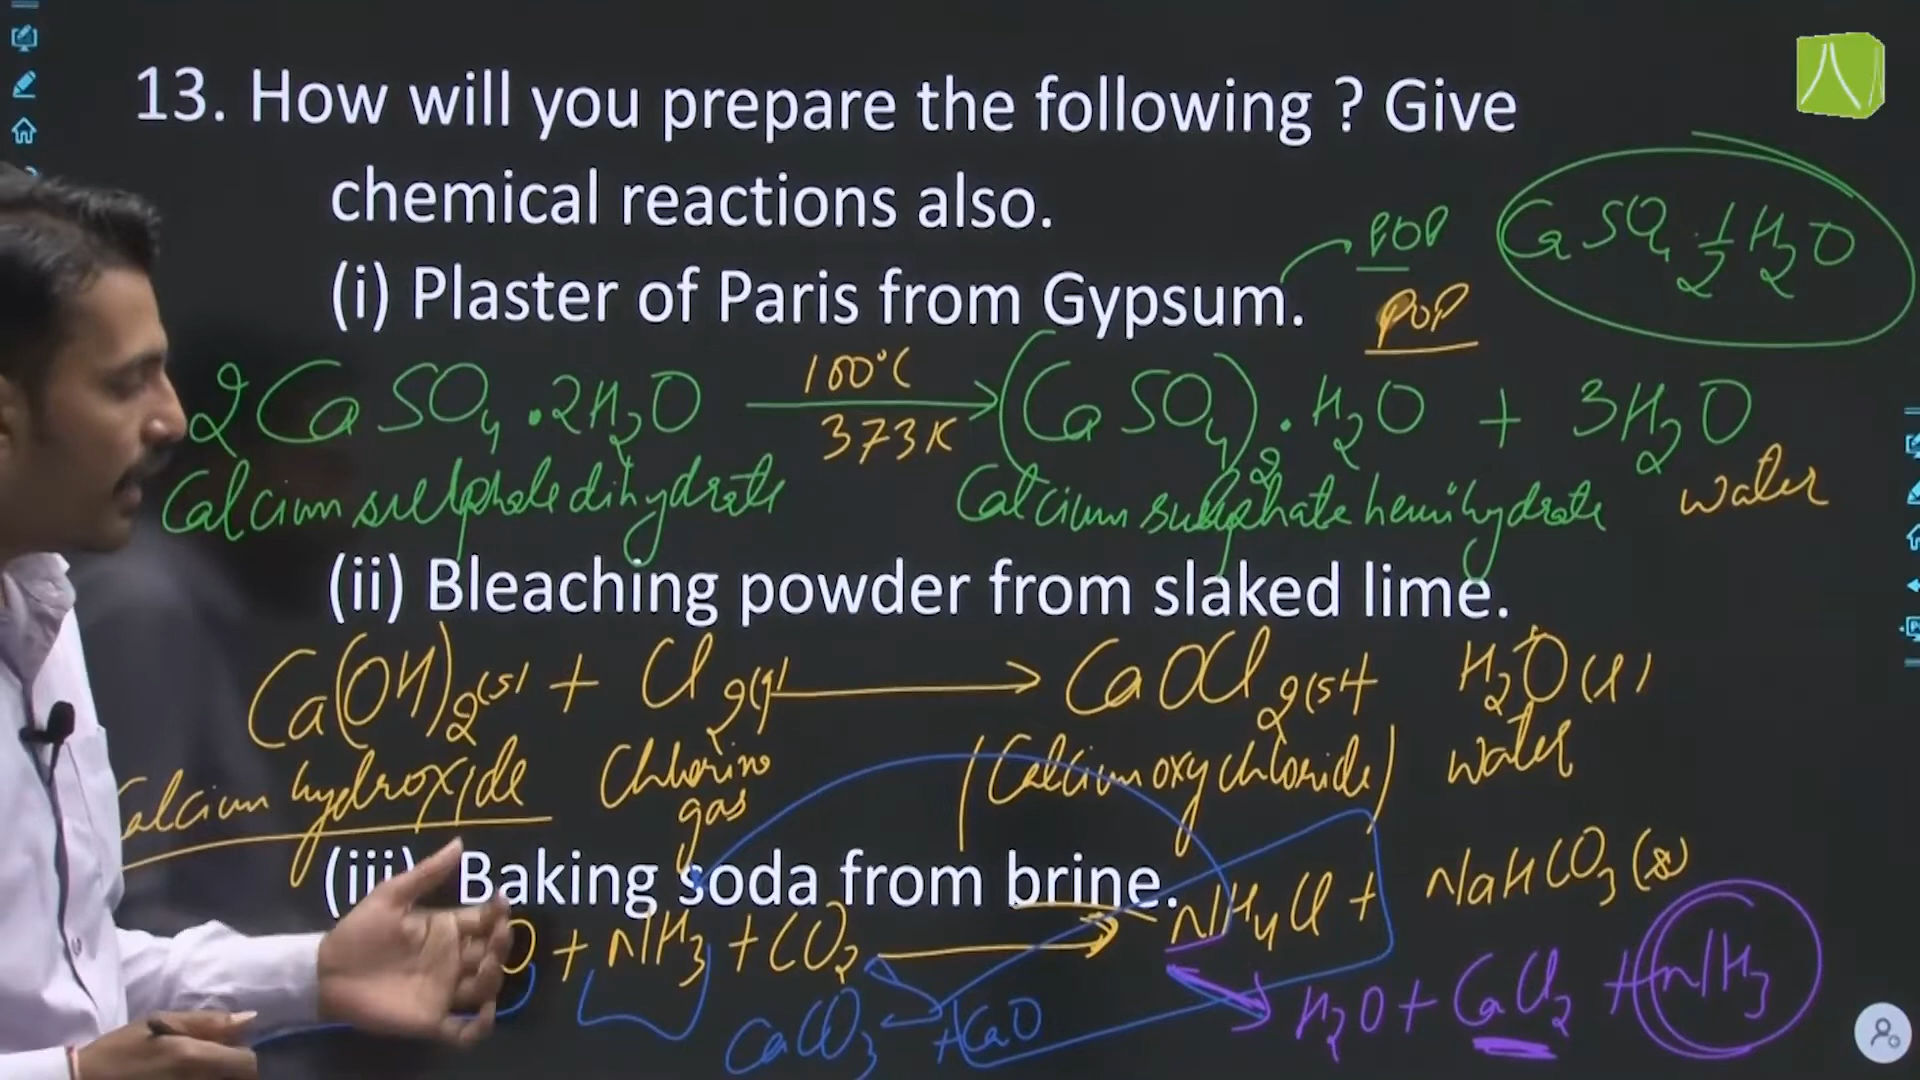 13. How will you prepare the following ? Give
chemical reactions also.
(i) Plaster of Paris from Gypsum.
POP
CaSO4 . 1/2 H2O
POP
2CaSO4 . 2H2O
100°C
373K
(CaSO4)2 . H2O + 3H2O
Calcium sulphate dihydrate
Calcium sulphate hemihydrate
water
(ii) Bleaching powder from slaked lime.
Ca(OH)2(s) + Cl2(g) → CaOCl2(s) + H2O(l)
alcium hydroxide Chlorine gas (Calcium oxychloride) water
(iii) Baking soda from brine.
O + NH3 + CO2 → NH4Cl + NaHCO3(s)
CaCO3 + CaO
H2O + CaCl2 + NH3